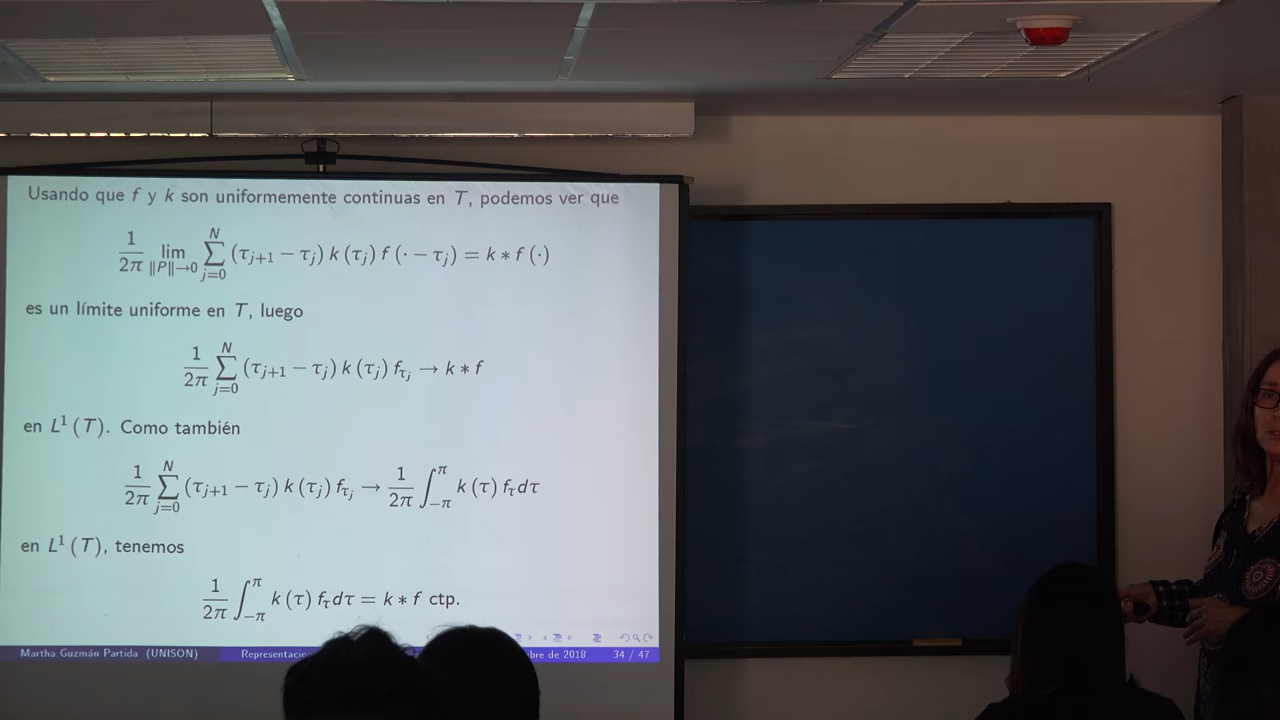 Usando que f y k son uniformemente continuas en T, podemos ver que
1/2π lim_{‖P‖→0} ∑_{j=0}^{N} (τ_{j+1} − τ_j) k (τ_j) f (· − τ_j) = k ∗ f (·)
es un límite uniforme en T, luego
1/2π ∑_{j=0}^{N} (τ_{j+1} − τ_j) k (τ_j) f_{τ_j} → k ∗ f
en L¹ (T). Como también
1/2π ∑_{j=0}^{N} (τ_{j+1} − τ_j) k (τ_j) f_{τ_j} → 1/2π ∫_{−π}^{π} k (τ) f_τ dτ
en L¹ (T), tenemos
1/2π ∫_{−π}^{π} k (τ) f_τ dτ = k ∗ f ctp.
Martha Guzmán Partida (UNISON) Representacio bre de 2018 34 / 47